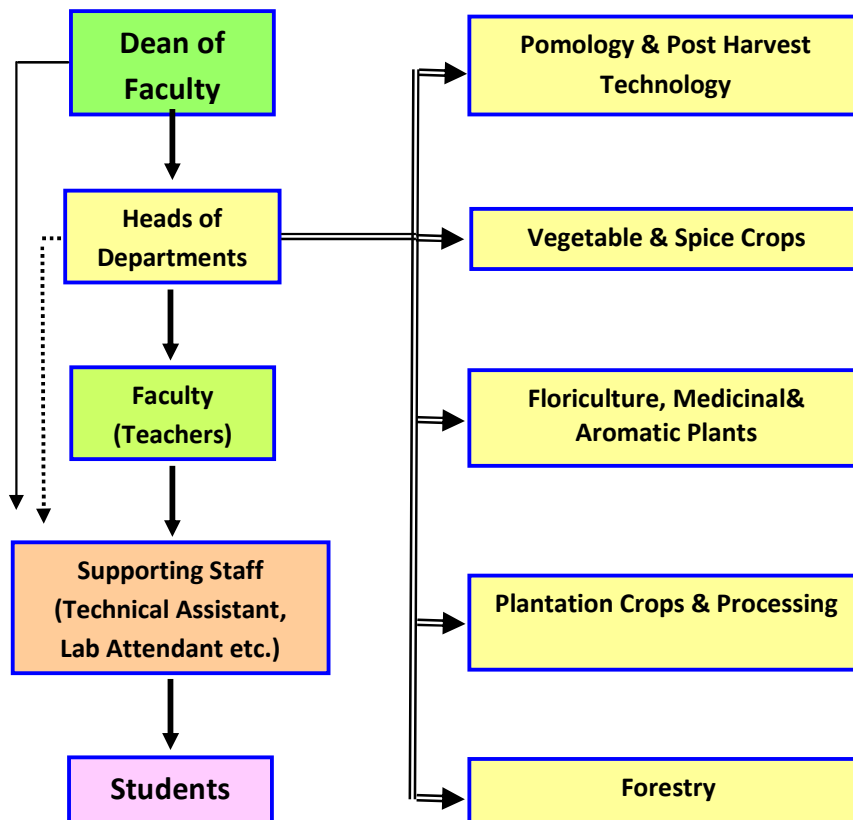 Dean of
Faculty
Heads of
Departments
Faculty
(Teachers)
Supporting Staff
(Technical Assistant,
Lab Attendant etc.)
Students
Pomology & Post Harvest
Technology
Vegetable & Spice Crops
Floriculture, Medicinal&
Aromatic Plants
Plantation Crops & Processing
Forestry